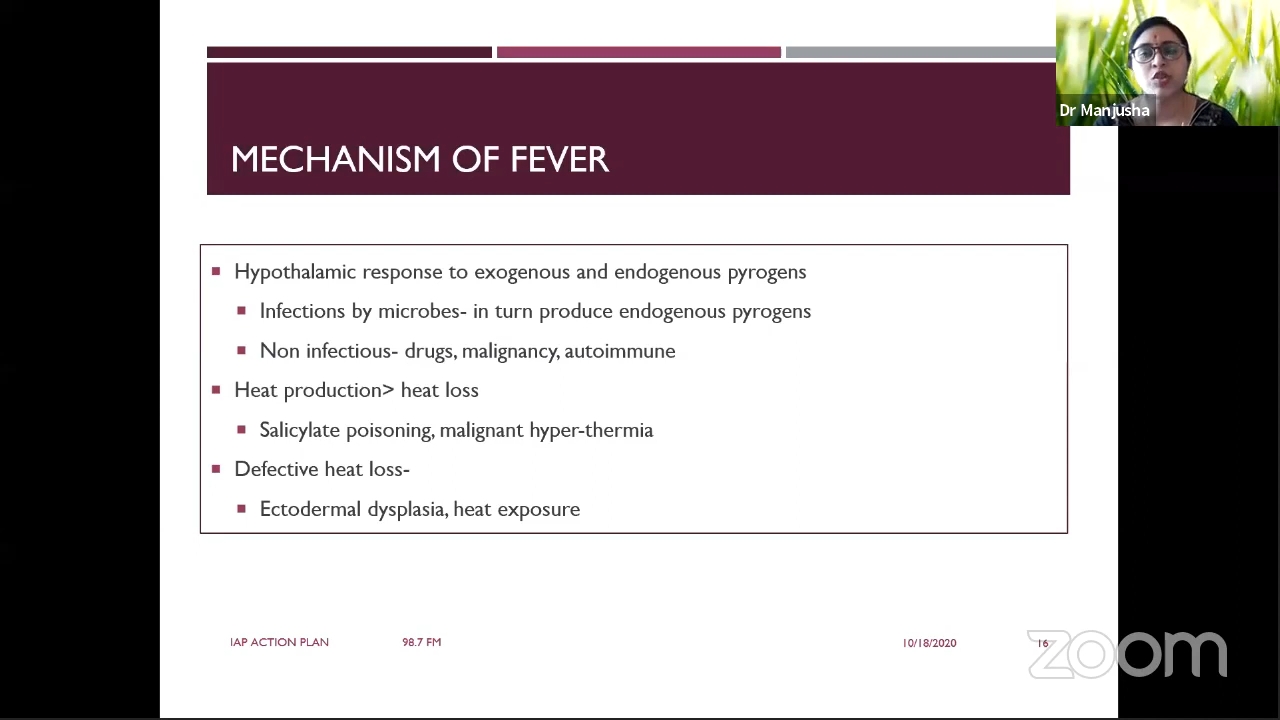 Dr Manjusha
MECHANISM OF FEVER
Hypothalamic response to exogenous and endogenous pyrogens
Infections by microbes- in turn produce endogenous pyrogens
Non infectious- drugs, malignancy, autoimmune
Heat production> heat loss
Salicylate poisoning, malignant hyper-thermia
Defective heat loss-
Ectodermal dysplasia, heat exposure
IAP ACTION PLAN 98.7 FM 10/18/2020 16
zoom